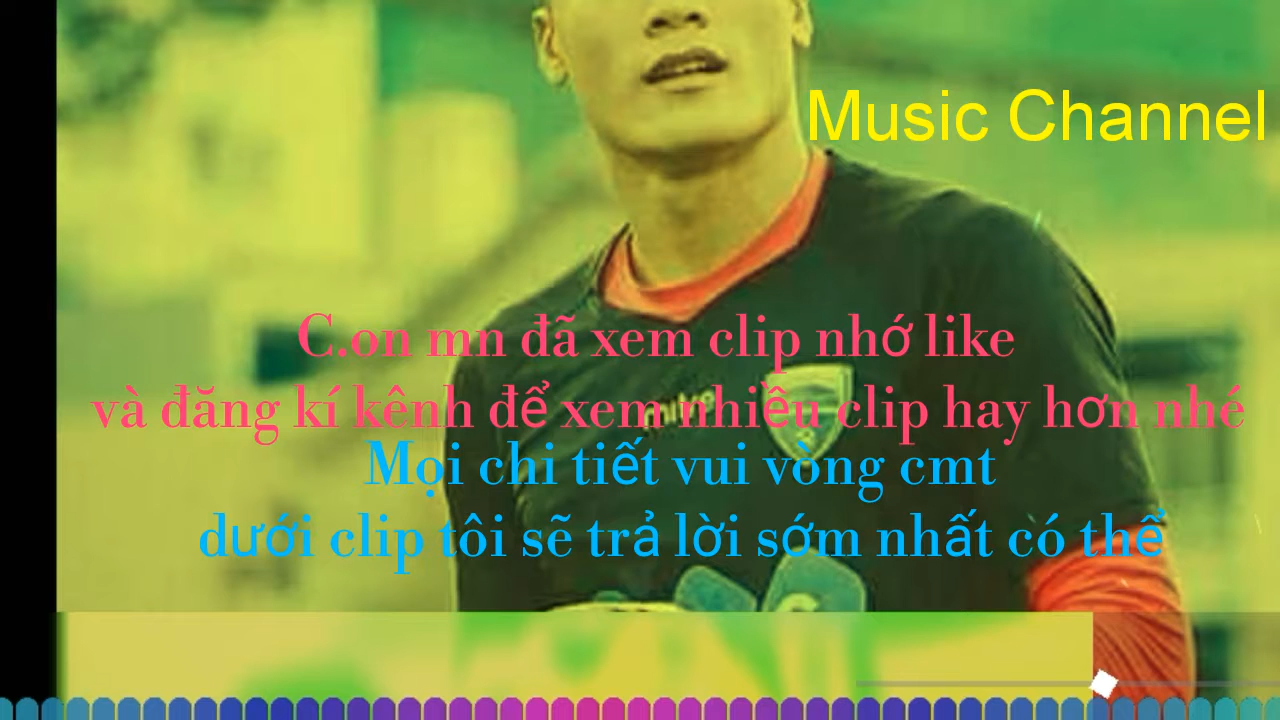 Music Channel
C.on mn đã xem clip nhớ like
và đăng kí kênh để xem nhiều clip hay hơn nhé
Mọi chi tiết vui vòng cmt
dưới clip tôi sẽ trả lời sớm nhất có thể